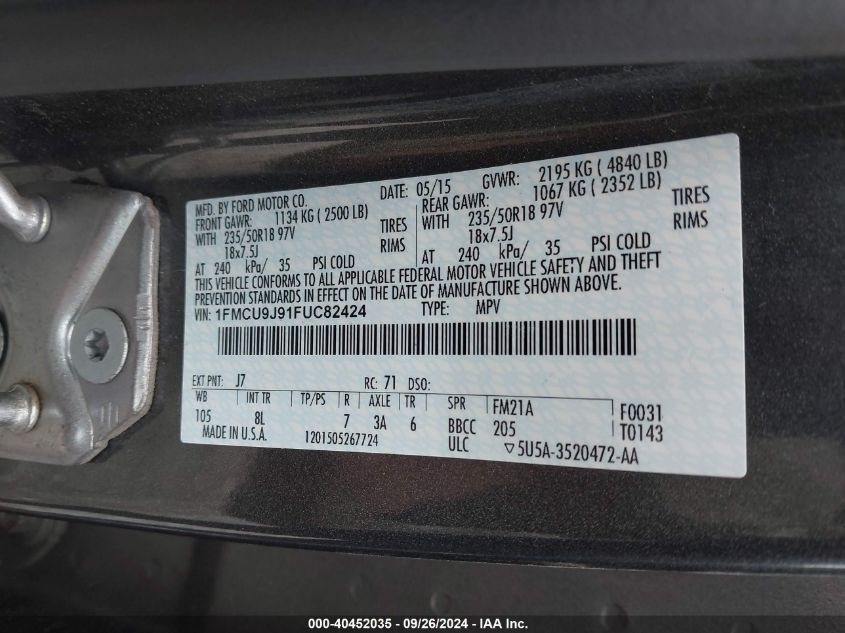 MFD. BY FORD MOTOR CO. DATE: 05/15 GVWR: 2195 KG ( 4840 LB)
FRONT GAWR: 1134 KG ( 2500 LB) REAR GAWR: 1067 KG ( 2352 LB)
WITH 235/50R18 97V TIRES WITH 235/50R18 97V TIRES
18x7.5J RIMS 18x7.5J RIMS
AT 240 kPa/ 35 PSI COLD AT 240 kPa/ 35 PSI COLD
THIS VEHICLE CONFORMS TO ALL APPLICABLE FEDERAL MOTOR VEHICLE SAFETY AND THEFT
PREVENTION STANDARDS IN EFFECT ON THE DATE OF MANUFACTURE SHOWN ABOVE.
VIN: 1FMCU9J91FUC82424 TYPE: MPV
EXT PNT: J7 RC: 71 DSO:
WB INT TR TP/PS R AXLE TR SPR FM21A F0031
105 8L 7 3A 6 BBCC 205 T0143
MADE IN U.S.A. 1201505267724 ULC ▽5U5A-3520472-AA
000-40452035 - 09/26/2024 - IAA Inc.